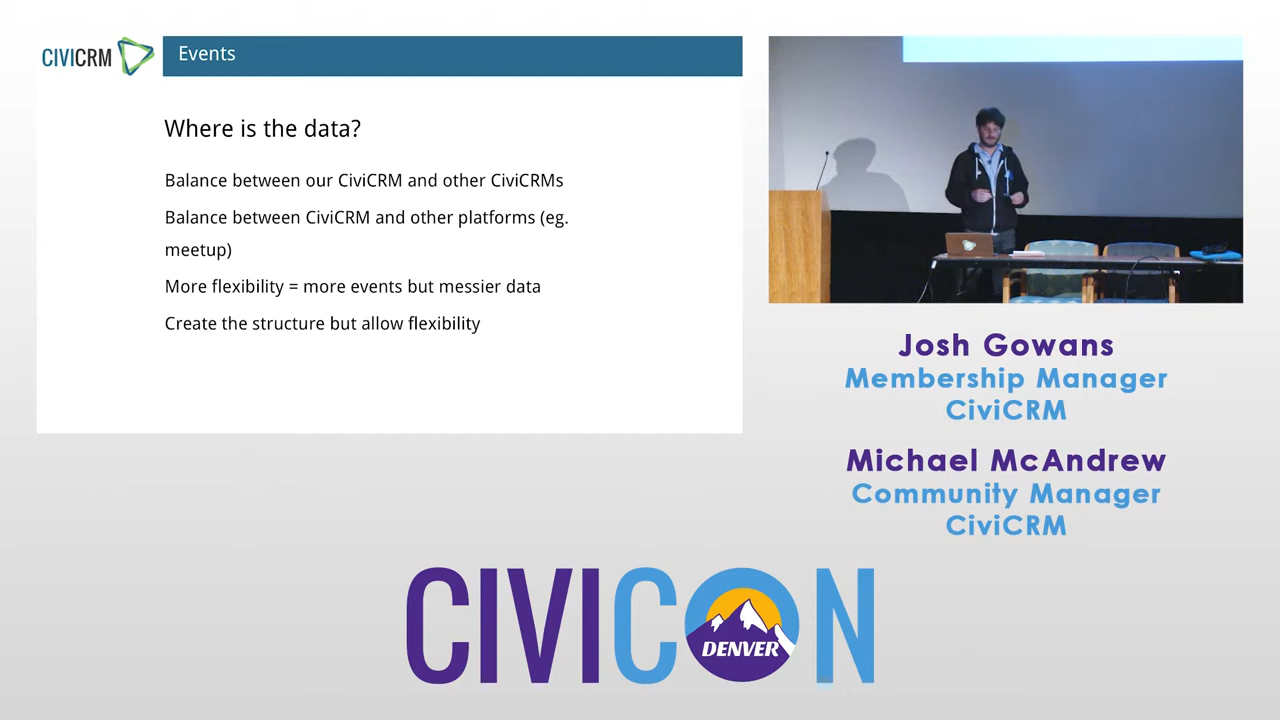 CIVICRM
Events
Where is the data?
Balance between our CiviCRM and other CiviCRMs
Balance between CiviCRM and other platforms (eg.
meetup)
More flexibility = more events but messier data
Create the structure but allow flexibility
Josh Gowans
Membership Manager
CiviCRM
Michael McAndrew
Community Manager
CiviCRM
CIVICON
DENVER